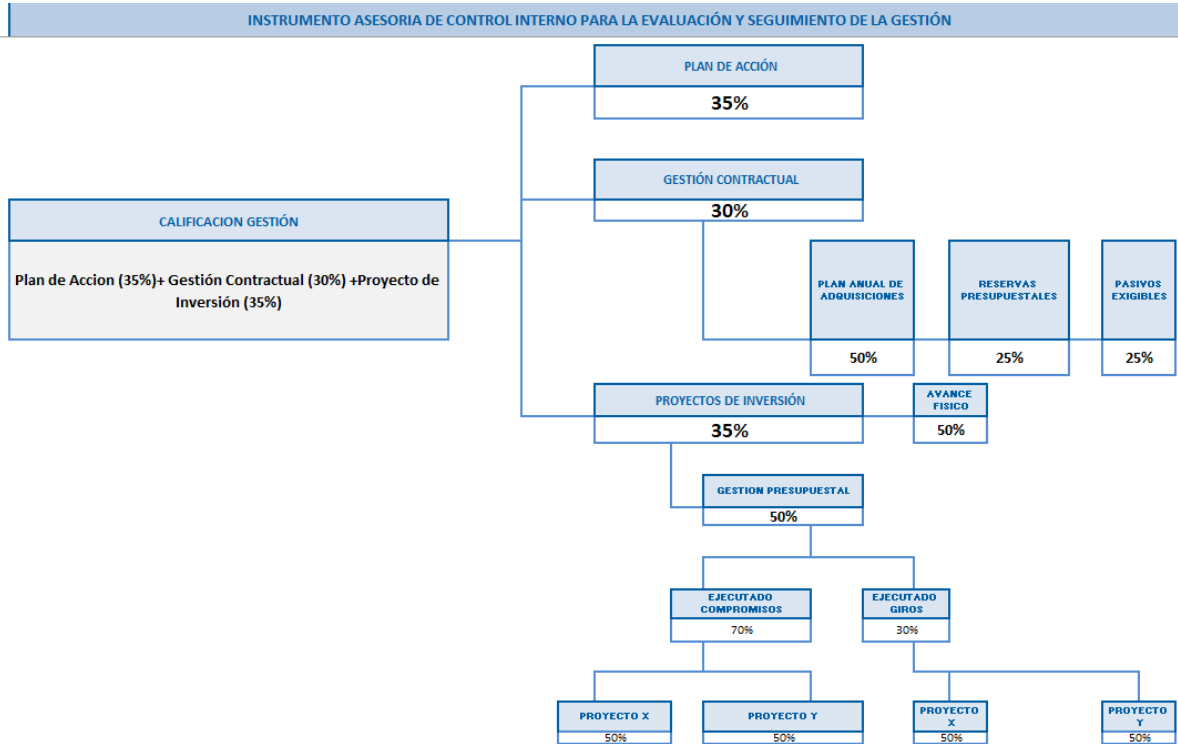 INSTRUMENTO ASESORIA DE CONTROL INTERNO PARA LA EVALUACIÓN Y SEGUIMIENTO DE LA GESTIÓN
PLAN DE ACCIÓN
35%
GESTIÓN CONTRACTUAL
30%
CALIFICACION GESTIÓN
Plan de Accion (35%)+ Gestión Contractual (30%) +Proyecto de
Inversión (35%)
PLAN ANUAL DE
ADQUISICIONES
50%
RESERVAS
PRESUPUESTALES
25%
PASIVOS
EXIGIBLES
25%
PROYECTOS DE INVERSIÓN
35%
AVANCE
FISICO
50%
GESTION PRESUPUESTAL
50%
EJECUTADO
COMPROMISOS
70%
EJECUTADO
GIROS
30%
PROYECTO X
50%
PROYECTO Y
50%
PROYECTO
X
50%
PROYECTO
Y
50%